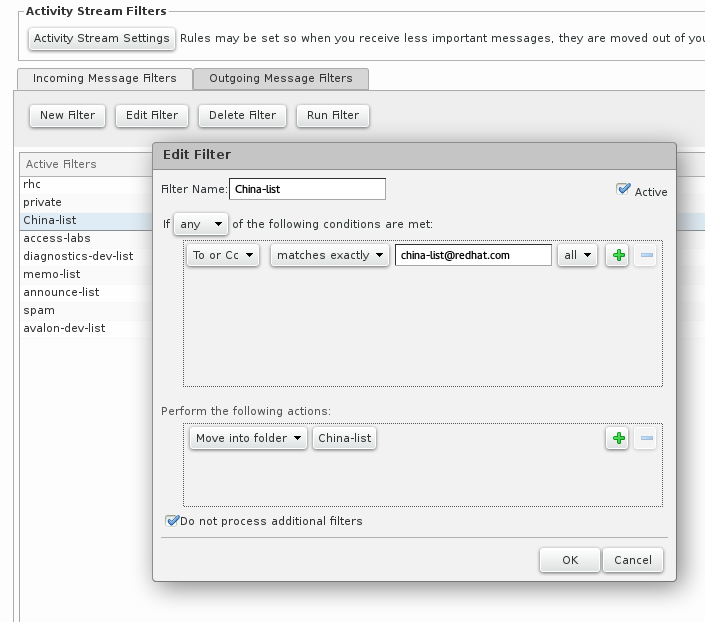 Activity Stream Filters
Activity Stream Settings Rules may be set so when you receive less important messages, they are moved out of you
Incoming Message Filters Outgoing Message Filters
New Filter Edit Filter Delete Filter Run Filter
Active Filters
rhc
private
China-list
access-labs
diagnostics-dev-list
memo-list
announce-list
spam
avalon-dev-list
Edit Filter
Filter Name: China-list Active
If any of the following conditions are met:
To or Cc matches exactly china-list@redhat.com all
Perform the following actions:
Move into folder China-list
Do not process additional filters
OK Cancel